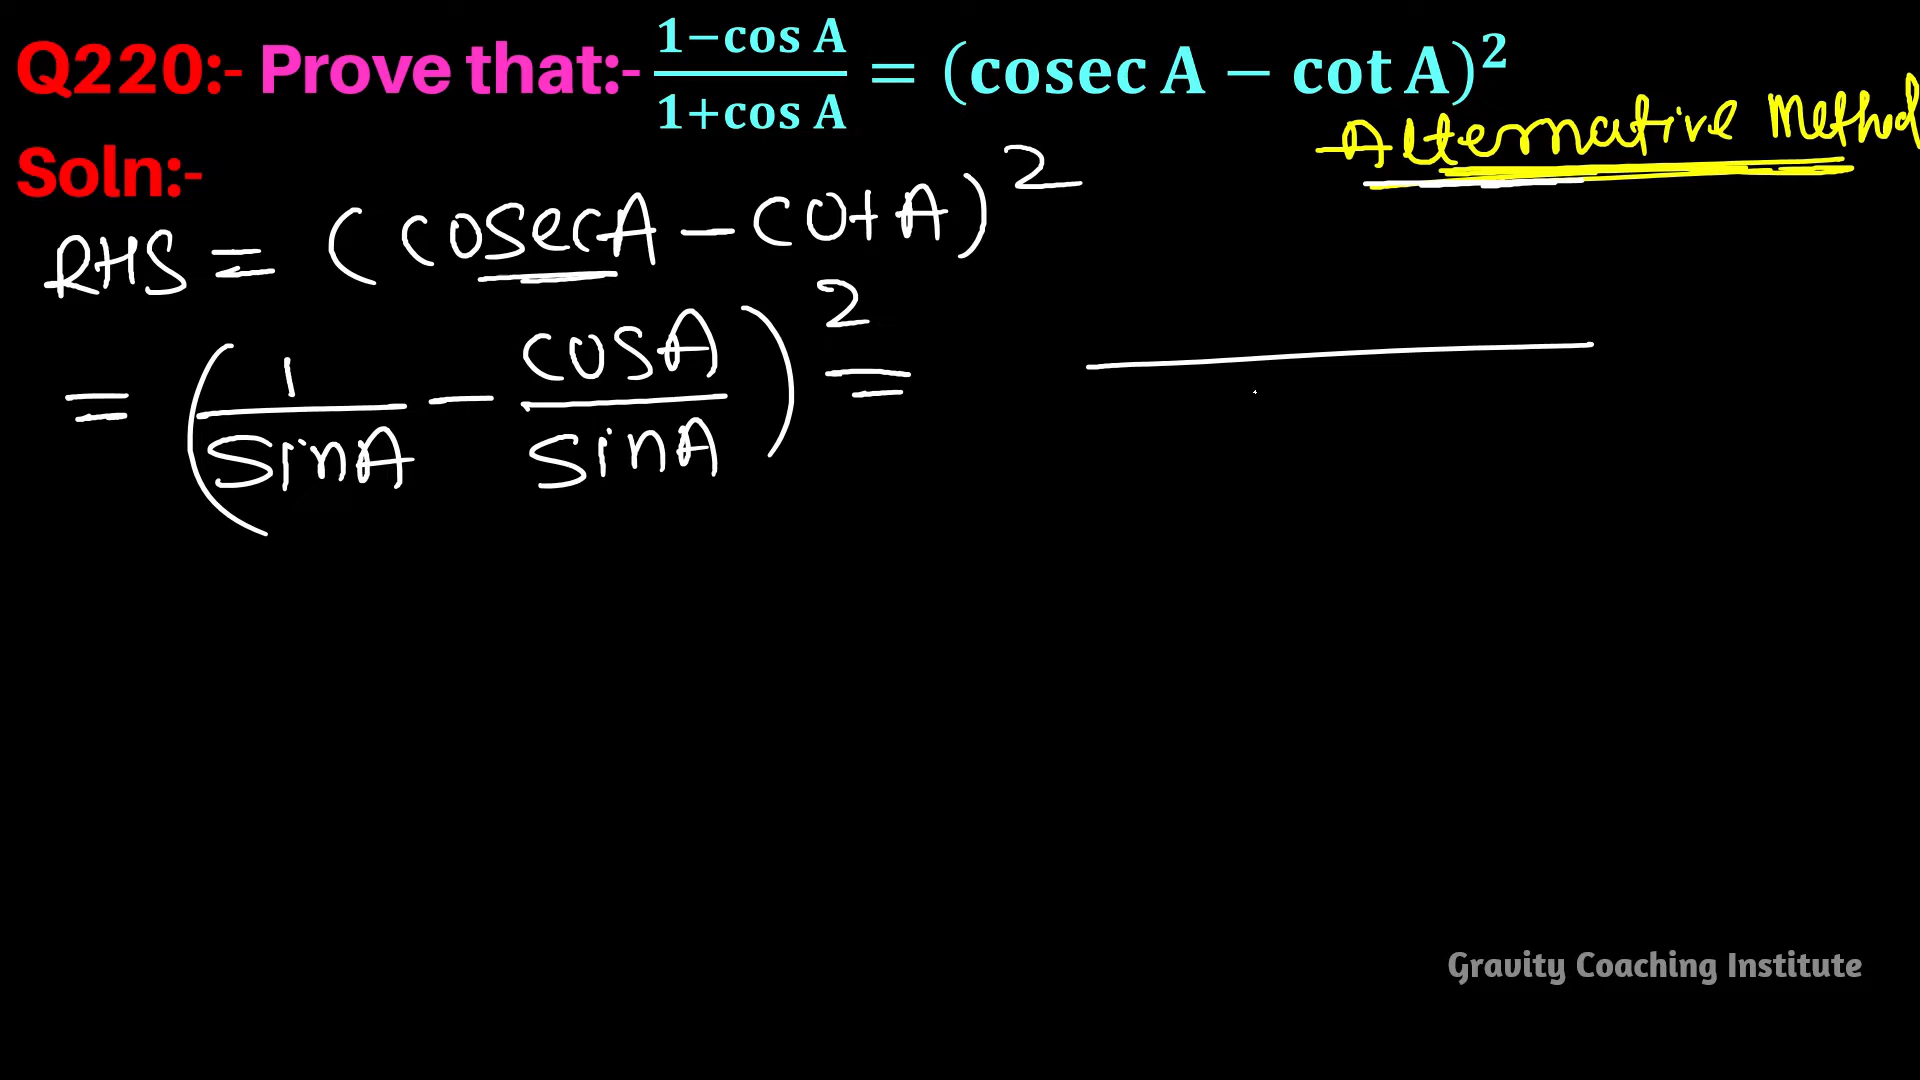 Q220:- Prove that:- (1−cos A)/(1+cos A) = (cosec A − cot A)²
Alternative Method
Soln:-
RHS = (cosecA − cotA)²
= (1/sinA − cosA/sinA)² =
Gravity Coaching Institute